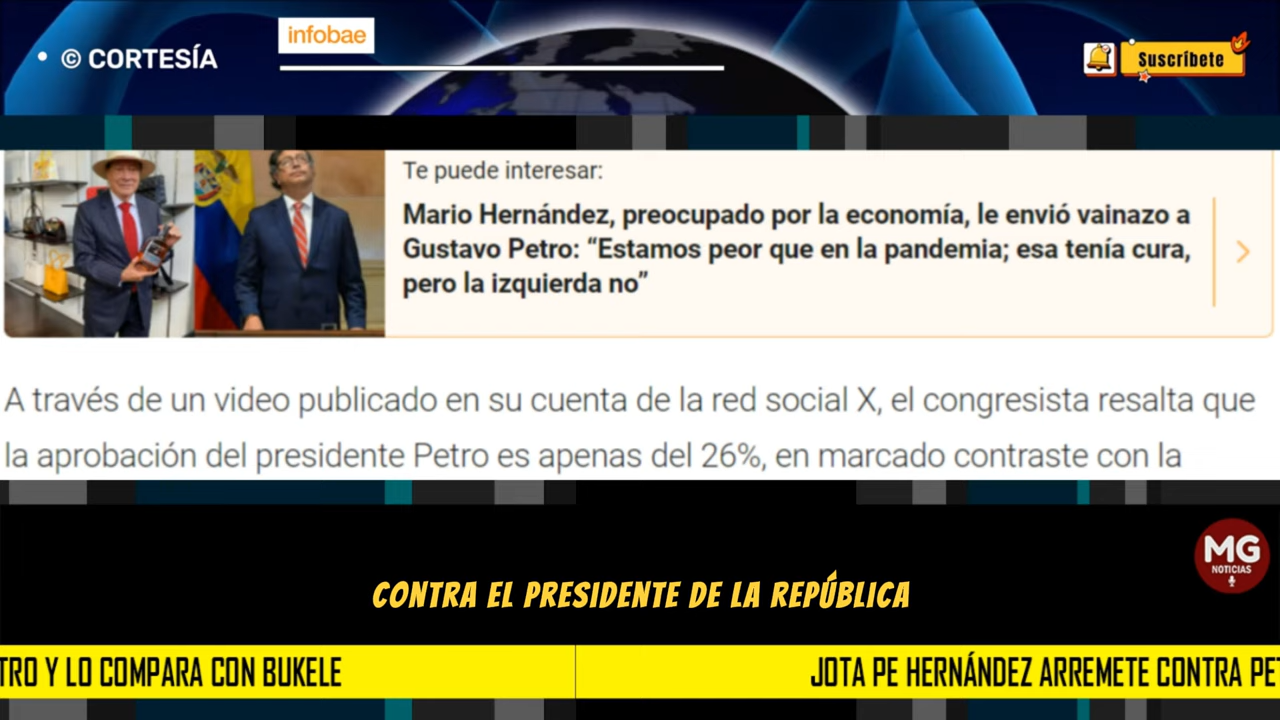 infobae
© CORTESÍA
Suscríbete
Te puede interesar:
Mario Hernández, preocupado por la economía, le envió vainazo a
Gustavo Petro: “Estamos peor que en la pandemia; esa tenía cura,
pero la izquierda no”
A través de un video publicado en su cuenta de la red social X, el congresista resalta que
la aprobación del presidente Petro es apenas del 26%, en marcado contraste con la
MG
NOTICIAS
CONTRA EL PRESIDENTE DE LA REPÚBLICA
TRO Y LO COMPARA CON BUKELE
JOTA PE HERNÁNDEZ ARREMETE CONTRA PE